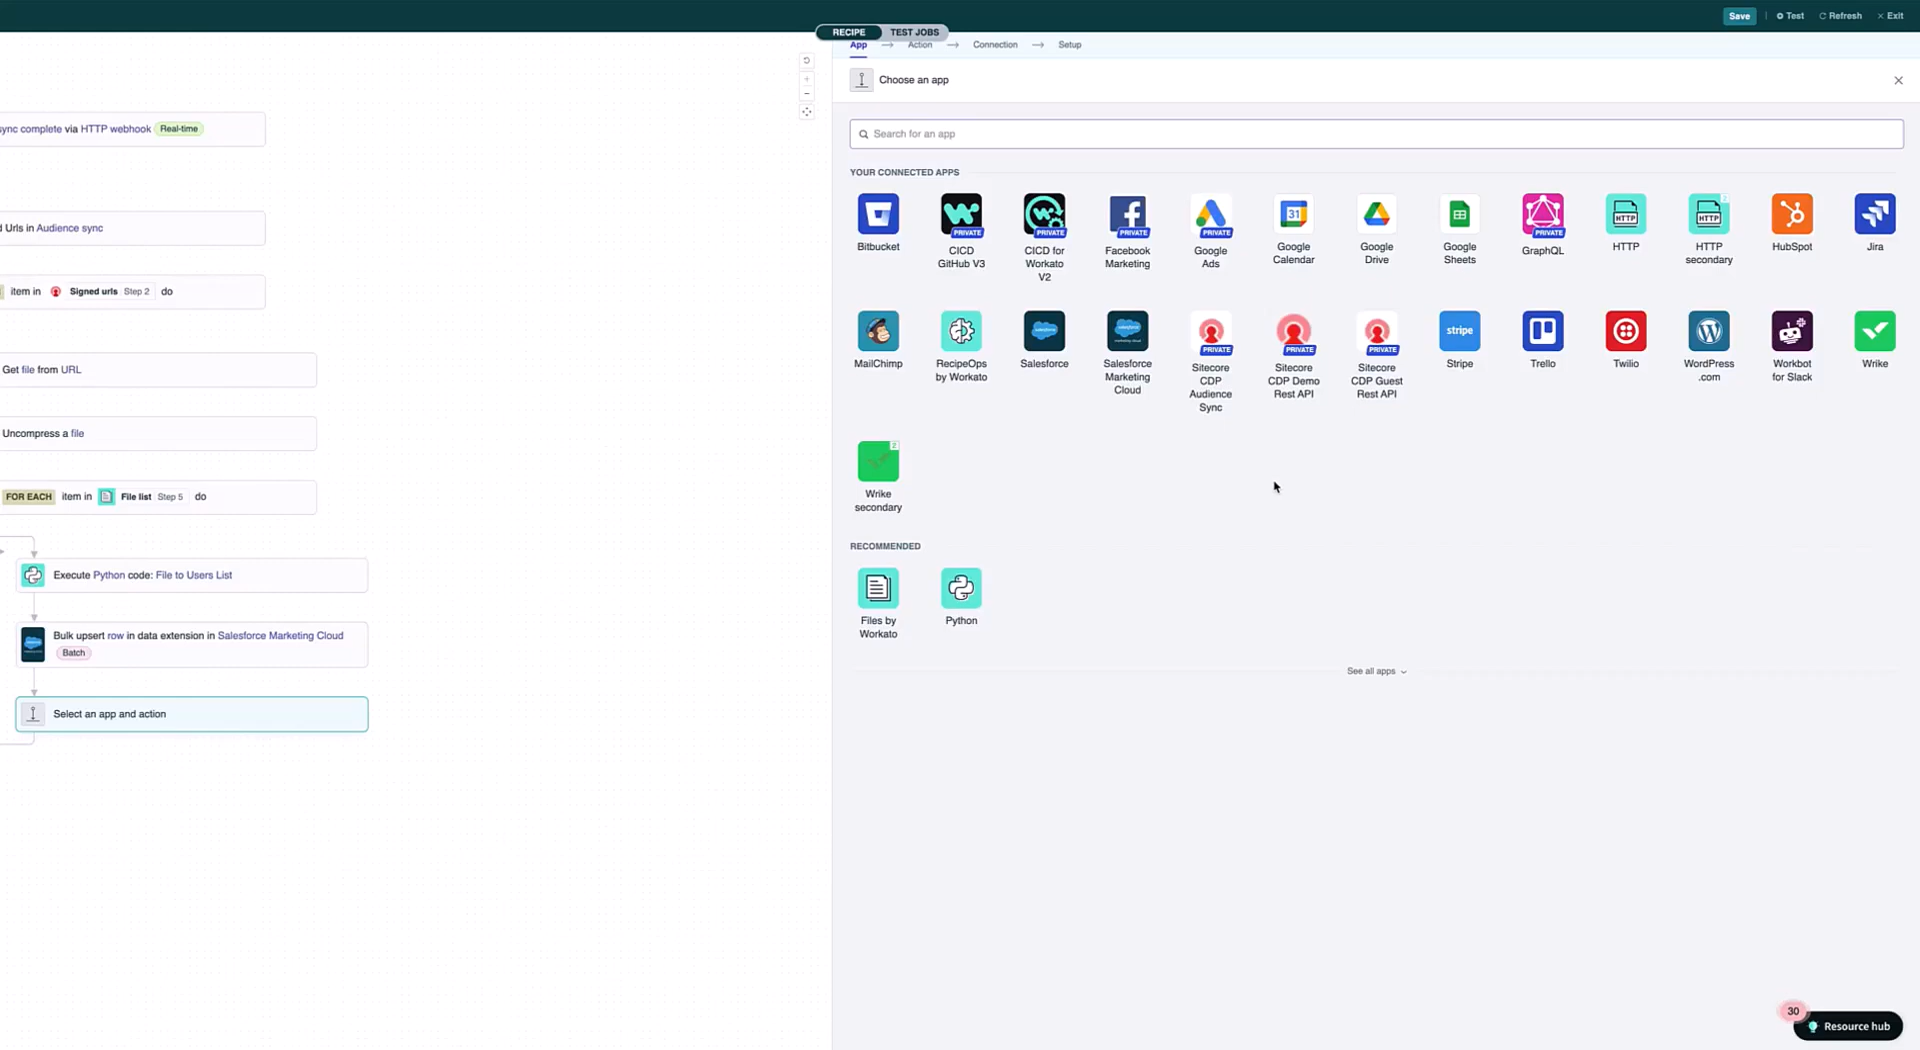 Save
Test
Refresh
Exit
RECIPE
TEST JOBS
App
Action
Connection
Setup
Choose an app
Search for an app
YOUR CONNECTED APPS
Bitbucket
PRIVATE
CICD
GitHub V3
PRIVATE
CICD for
Workato
V2
PRIVATE
Facebook
Marketing
PRIVATE
Google
Ads
31
Google
Calendar
Google
Drive
Google
Sheets
PRIVATE
GraphQL
HTTP
HTTP
HTTP
2
HTTP
secondary
HubSpot
Jira
MailChimp
RecipeOps
by Workato
salesforce
Salesforce
salesforce
marketing cloud
Salesforce
Marketing
Cloud
PRIVATE
Sitecore
CDP
Audience
Sync
PRIVATE
Sitecore
CDP Demo
Rest API
PRIVATE
Sitecore
CDP Guest
Rest API
stripe
Stripe
Trello
Twilio
WordPress
.com
Workbot
for Slack
Wrike
2
Wrike
secondary
RECOMMENDED
Files by
Workato
Python
See all apps
ync complete via HTTP webhook Real-time
d Urls in Audience sync
item in Signed urls Step 2 do
Get file from URL
Uncompress a file
FOR EACH item in File list Step 5 do
Execute Python code: File to Users List
Bulk upsert row in data extension in Salesforce Marketing Cloud
Batch
Select an app and action
30
Resource hub